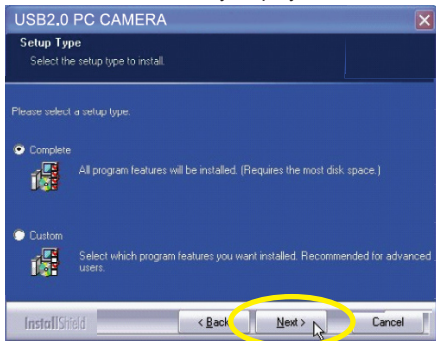 USB2.0 PC CAMERA
Setup Type
Select the setup type to install.
Please select a setup type.
Complete
All program features will be installed. (Requires the most disk space.)
Custom
Select which program features you want installed. Recommended for advanced
users.
InstallShield
< Back
Next >
Cancel